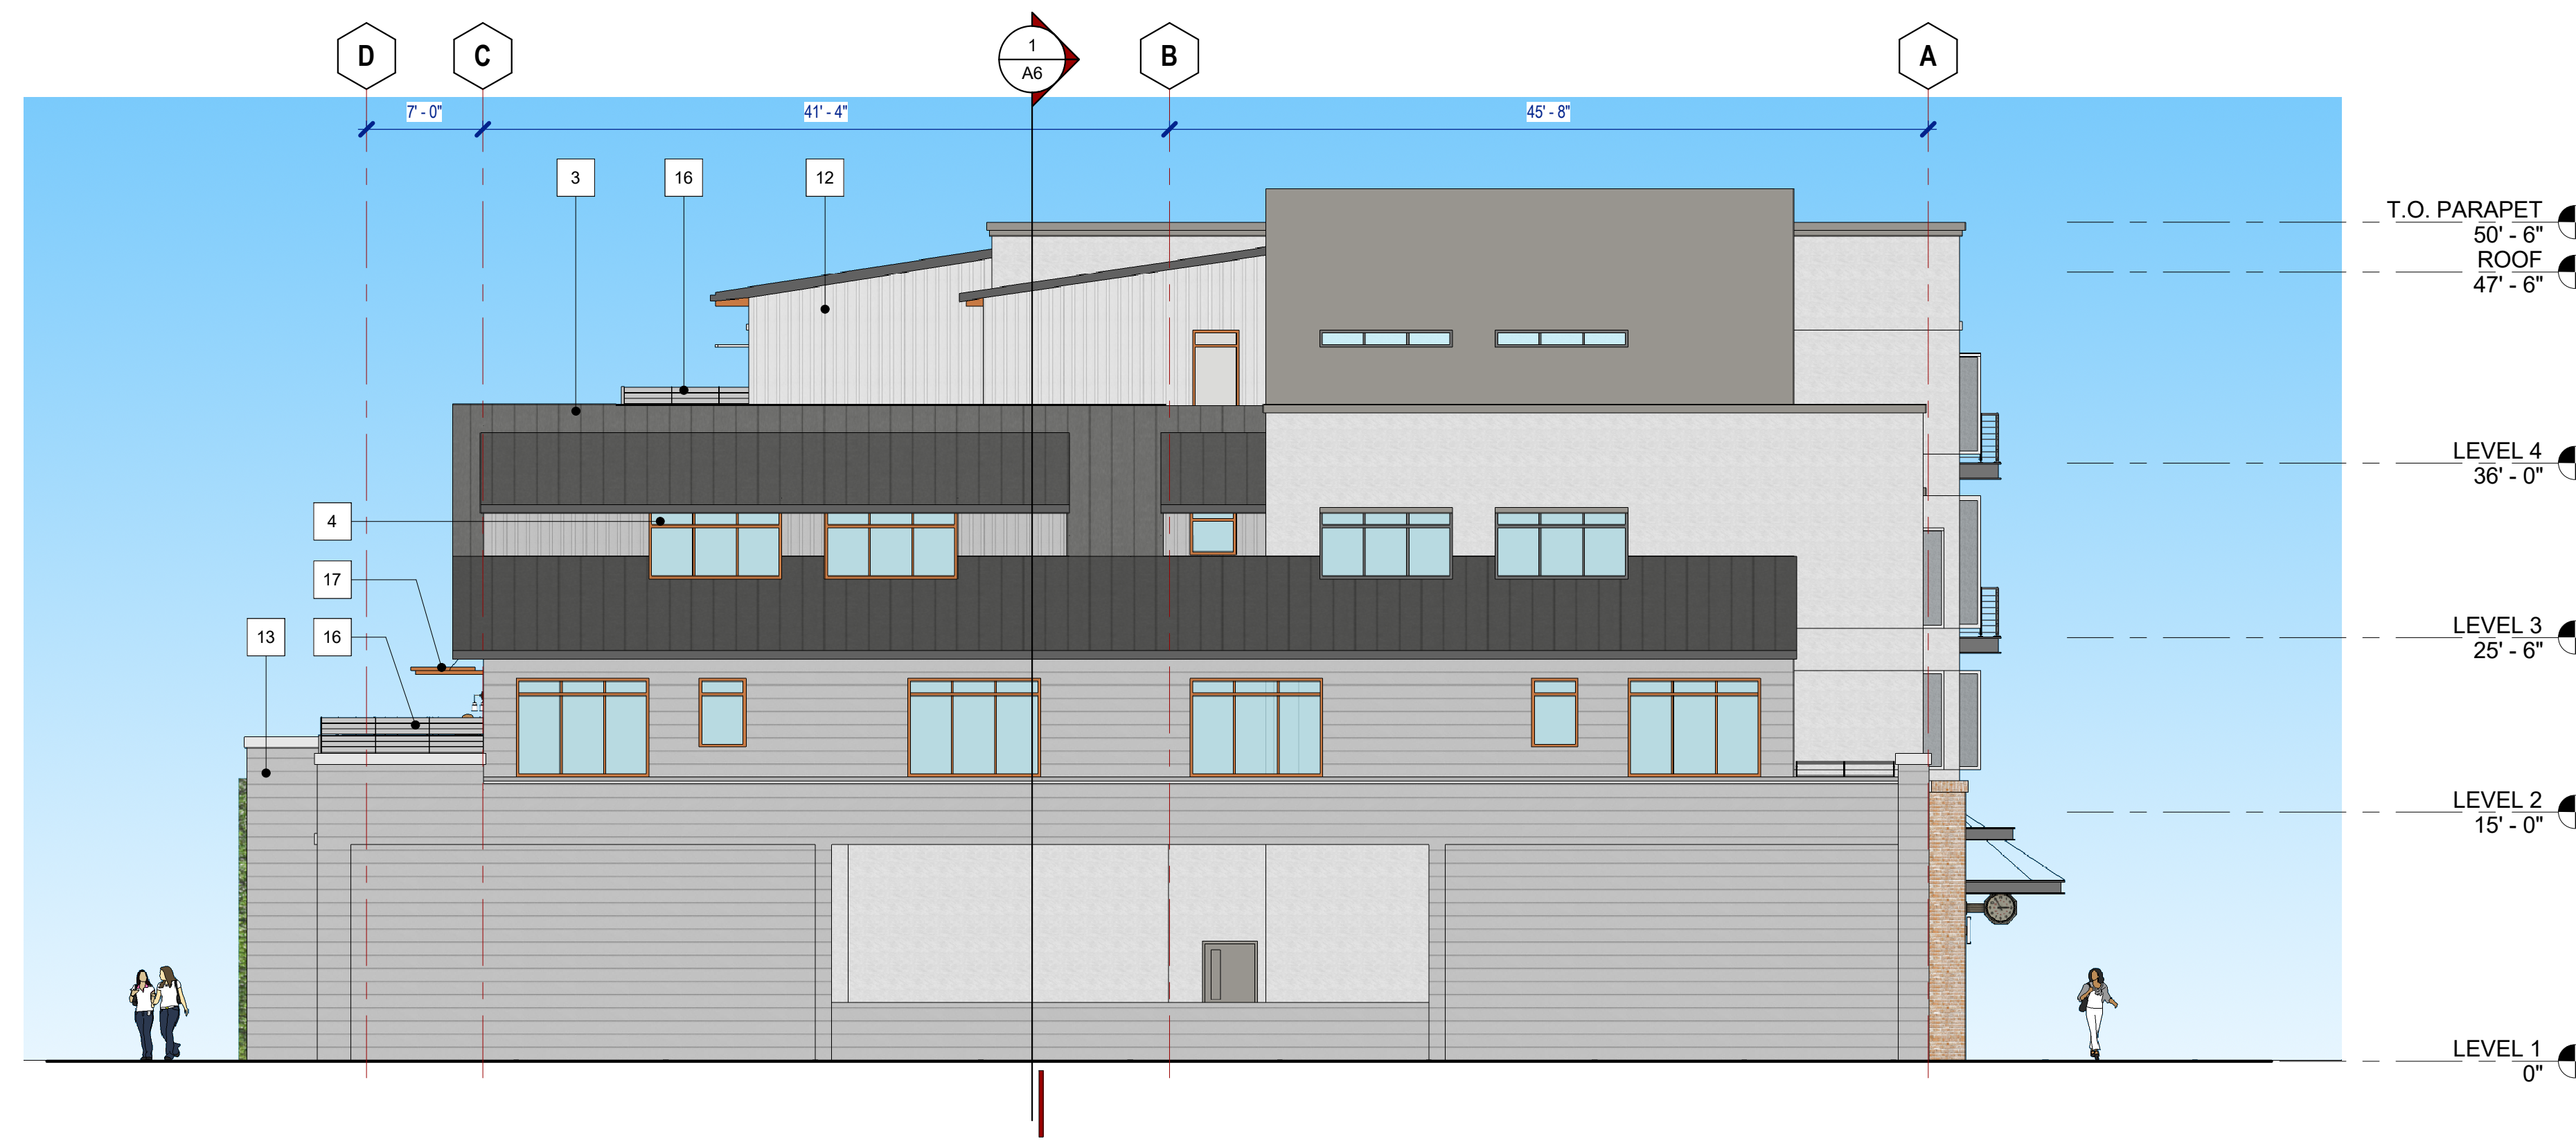 D
C
1
A6
B
A
7' - 0"
41' - 4"
45' - 8"
3
16
12
T.O. PARAPET
50' - 6"
ROOF
47' - 6"
LEVEL 4
36' - 0"
4
17
LEVEL 3
25' - 6"
13
16
LEVEL 2
15' - 0"
LEVEL 1
0"